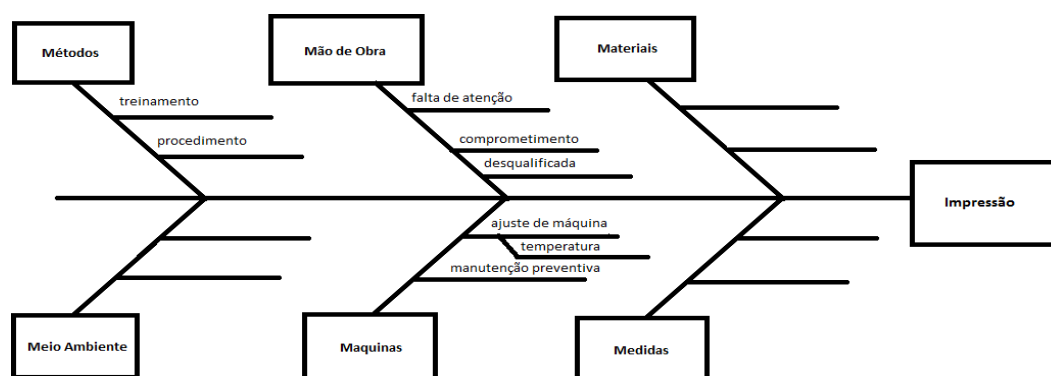 Métodos
Mão de Obra
Materiais
treinamento
falta de atenção
procedimento
comprometimento
desqualificada
Impressão
ajuste de máquina
temperatura
manutenção preventiva
Meio Ambiente
Maquinas
Medidas